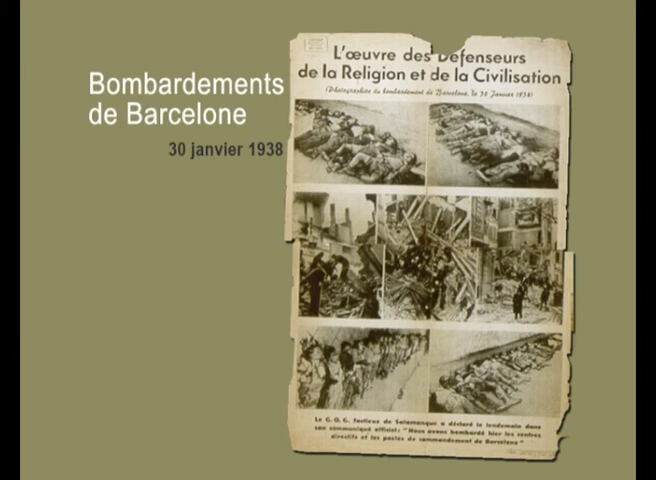 Bombardements
de Barcelone
30 janvier 1938
L'œuvre des Défenseurs
de la Religion et de la Civilisation
(Photographies du bombardement de Barcelone, le 30 Janvier 1938)
Le G. Q. G. factieux de Salamanque a déclaré le lendemain dans
son communiqué officiel: "Nous avons bombardé hier les centres
directifs et les postes de commandement de Barcelone"